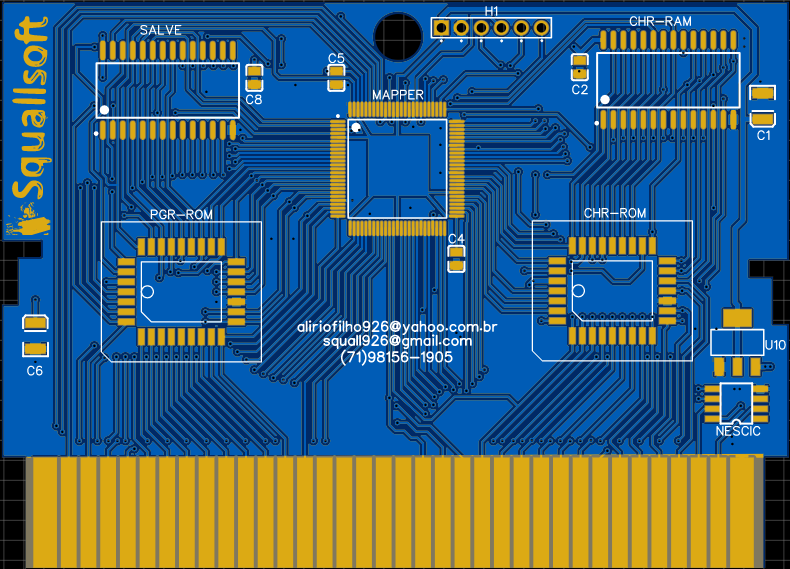 Squallsoft
SALVE
C5
C8
H1
CHR-RAM
C2
C1
MAPPER
PGR-ROM
CHR-ROM
C4
C6
aliriofilho926@yahoo.com.br
squall926@gmail.com
(71)98156-1905
U10
NESCIC